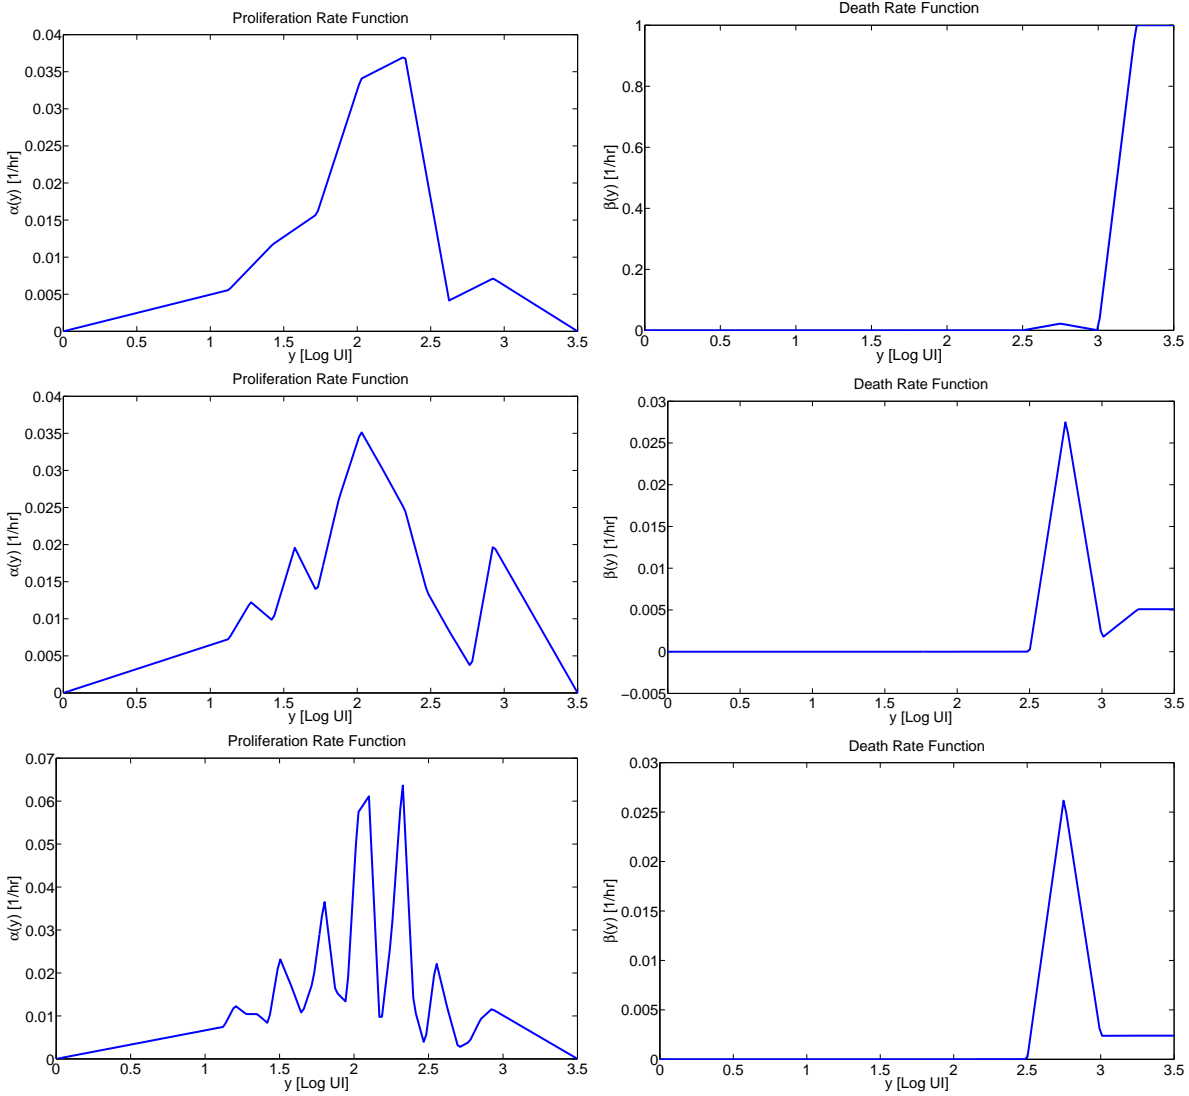 Proliferation Rate Function
0.04
0.035
0.03
0.025
0.02
0.015
0.01
0.005
0
α(y) [1/hr]
0 0.5 1 1.5 2 2.5 3 3.5
y [Log UI]
Death Rate Function
1
0.8
0.6
0.4
0.2
0
β(y) [1/hr]
0 0.5 1 1.5 2 2.5 3 3.5
y [Log UI]
Proliferation Rate Function
0.04
0.035
0.03
0.025
0.02
0.015
0.01
0.005
0
α(y) [1/hr]
0 0.5 1 1.5 2 2.5 3 3.5
y [Log UI]
Death Rate Function
0.03
0.025
0.02
0.015
0.01
0.005
0
−0.005
β(y) [1/hr]
0 0.5 1 1.5 2 2.5 3 3.5
y [Log UI]
Proliferation Rate Function
0.07
0.06
0.05
0.04
0.03
0.02
0.01
0
α(y) [1/hr]
0 0.5 1 1.5 2 2.5 3 3.5
y [Log UI]
Death Rate Function
0.03
0.025
0.02
0.015
0.01
0.005
0
β(y) [1/hr]
0 0.5 1 1.5 2 2.5 3 3.5
y [Log UI]